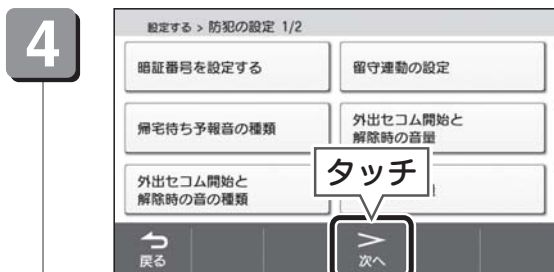 4
設定する > 防犯の設定 1/2
暗証番号を設定する
留守連動の設定
帰宅待ち予報音の種類
外出セコム開始と
解除時の音量
外出セコム開始と
解除時の音の種類
タッチ
戻る
>
次へ